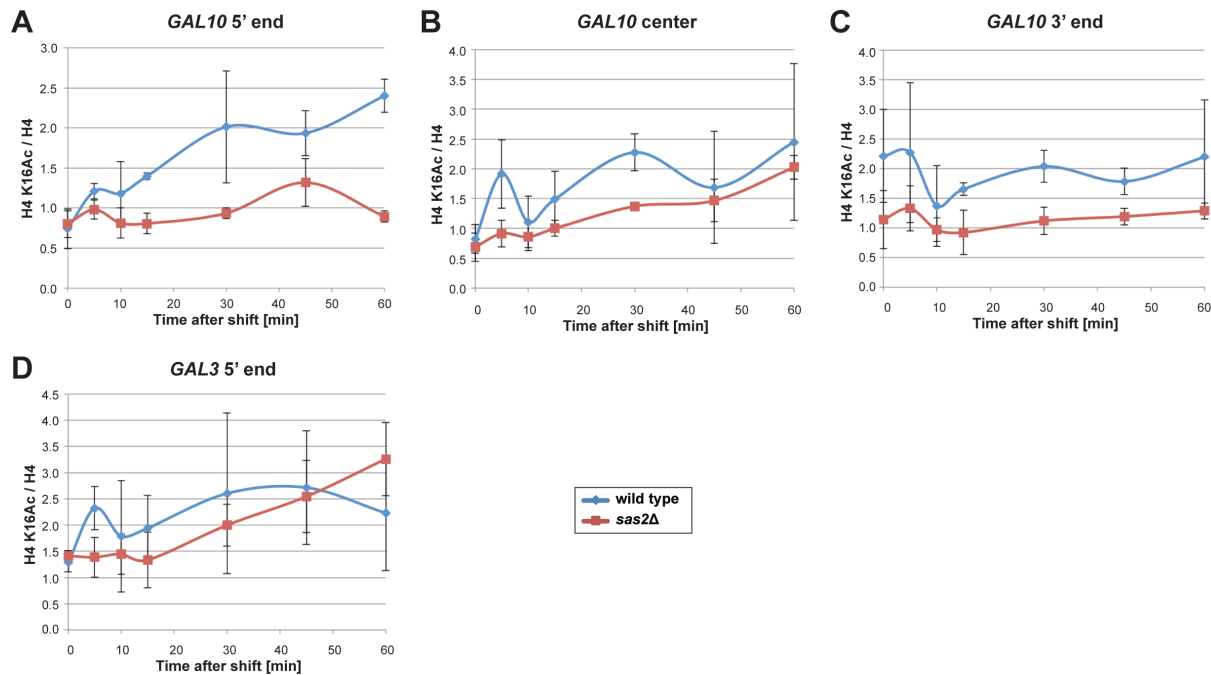 A
GAL10 5’ end
H4 K16Ac / H4
3.0
2.5
2.0
1.5
1.0
0.5
0.0
0 10 20 30 40 50 60
Time after shift [min]
B
GAL10 center
H4 K16Ac / H4
4.0
3.5
3.0
2.5
2.0
1.5
1.0
0.5
0.0
0 10 20 30 40 50 60
Time after shift [min]
C
GAL10 3’ end
H4 K16Ac / H4
4.0
3.5
3.0
2.5
2.0
1.5
1.0
0.5
0.0
0 10 20 30 40 50 60
Time after shift [min]
D
GAL3 5’ end
H4 K16Ac / H4
4.5
4.0
3.5
3.0
2.5
2.0
1.5
1.0
0.5
0.0
0 10 20 30 40 50 60
Time after shift [min]
wild type
sas2Δ